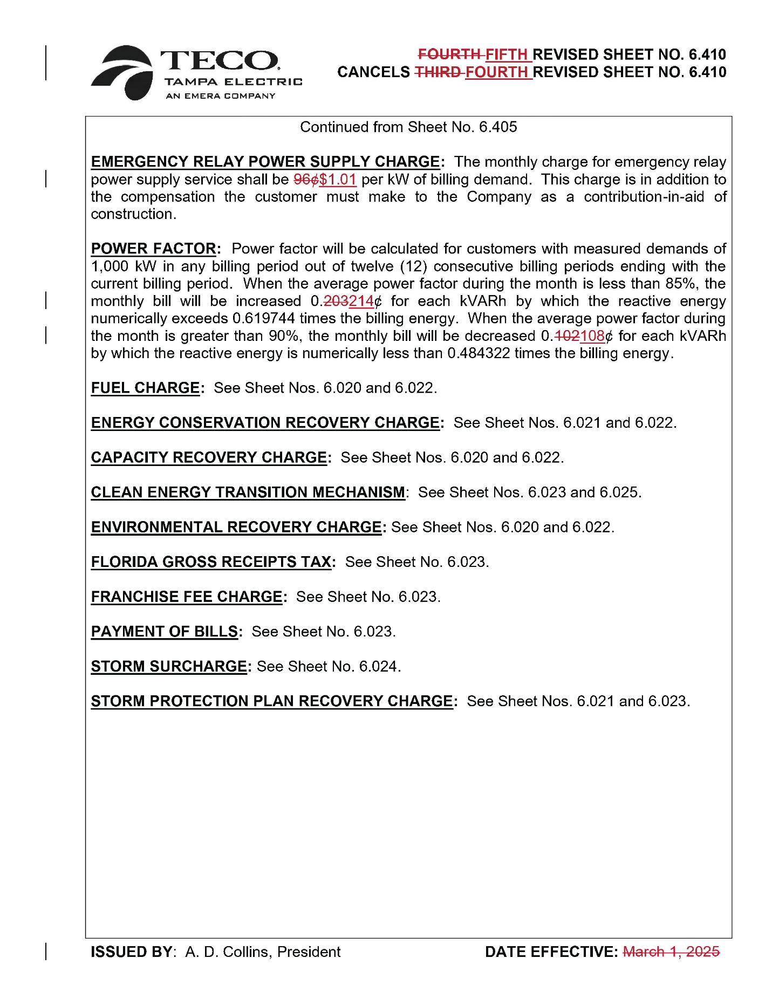 TECO.
TAMPA ELECTRIC
AN EMERA COMPANY
FOURTH FIFTH REVISED SHEET NO. 6.410
CANCELS THIRD FOURTH REVISED SHEET NO. 6.410
Continued from Sheet No. 6.405
EMERGENCY RELAY POWER SUPPLY CHARGE: The monthly charge for emergency relay
power supply service shall be 96¢$1.01 per kW of billing demand. This charge is in addition to
the compensation the customer must make to the Company as a contribution-in-aid of
construction.
POWER FACTOR: Power factor will be calculated for customers with measured demands of
1,000 kW in any billing period out of twelve (12) consecutive billing periods ending with the
current billing period. When the average power factor during the month is less than 85%, the
monthly bill will be increased 0.203214¢ for each kVARh by which the reactive energy
numerically exceeds 0.619744 times the billing energy. When the average power factor during
the month is greater than 90%, the monthly bill will be decreased 0.102108¢ for each kVARh
by which the reactive energy is numerically less than 0.484322 times the billing energy.
FUEL CHARGE: See Sheet Nos. 6.020 and 6.022.
ENERGY CONSERVATION RECOVERY CHARGE: See Sheet Nos. 6.021 and 6.022.
CAPACITY RECOVERY CHARGE: See Sheet Nos. 6.020 and 6.022.
CLEAN ENERGY TRANSITION MECHANISM: See Sheet Nos. 6.023 and 6.025.
ENVIRONMENTAL RECOVERY CHARGE: See Sheet Nos. 6.020 and 6.022.
FLORIDA GROSS RECEIPTS TAX: See Sheet No. 6.023.
FRANCHISE FEE CHARGE: See Sheet No. 6.023.
PAYMENT OF BILLS: See Sheet No. 6.023.
STORM SURCHARGE: See Sheet No. 6.024.
STORM PROTECTION PLAN RECOVERY CHARGE: See Sheet Nos. 6.021 and 6.023.
ISSUED BY: A. D. Collins, President
DATE EFFECTIVE: March 1, 2025